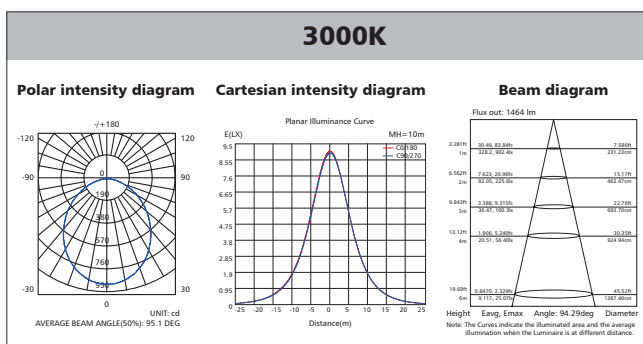 3000K
Polar intensity diagram
-/+180
-120
120
-90
90
0
190
380
570
760
950
-30
30
0
UNIT: cd
AVERAGE BEAM ANGLE(50%): 95.1 DEG
Cartesian intensity diagram
Planar Illuminance Curve
E(LX)
MH=10m
C0/180
C90/270
9.5
8.55
7.6
6.65
5.7
4.75
3.8
2.85
1.9
0.95
0
-25 -20 -15 -10 -5 0 5 10 15 20 25
Distance(m)
Beam diagram
Flux out: 1464 lm
3.281ft 30.49, 83.84fc 7.586ft
1m 328.2, 902.4lx 231.23cm
6.562ft 7.623, 20.96fc 15.17ft
2m 82.05, 225.6lx 462.47cm
9.843ft 3.388, 9.315fc 22.76ft
3m 36.47, 100.3lx 693.70cm
13.12ft 1.906, 5.240fc 30.35ft
4m 20.51, 56.40lx 924.94cm
19.69ft 0.8470, 2.329fc 45.52ft
6m 9.117, 25.07lx 1387.40cm
Height Eavg, Emax Angle: 94.29deg Diameter
Note: The Curves indicate the illuminated area and the average
illumination when the Luminaire is at different distance.